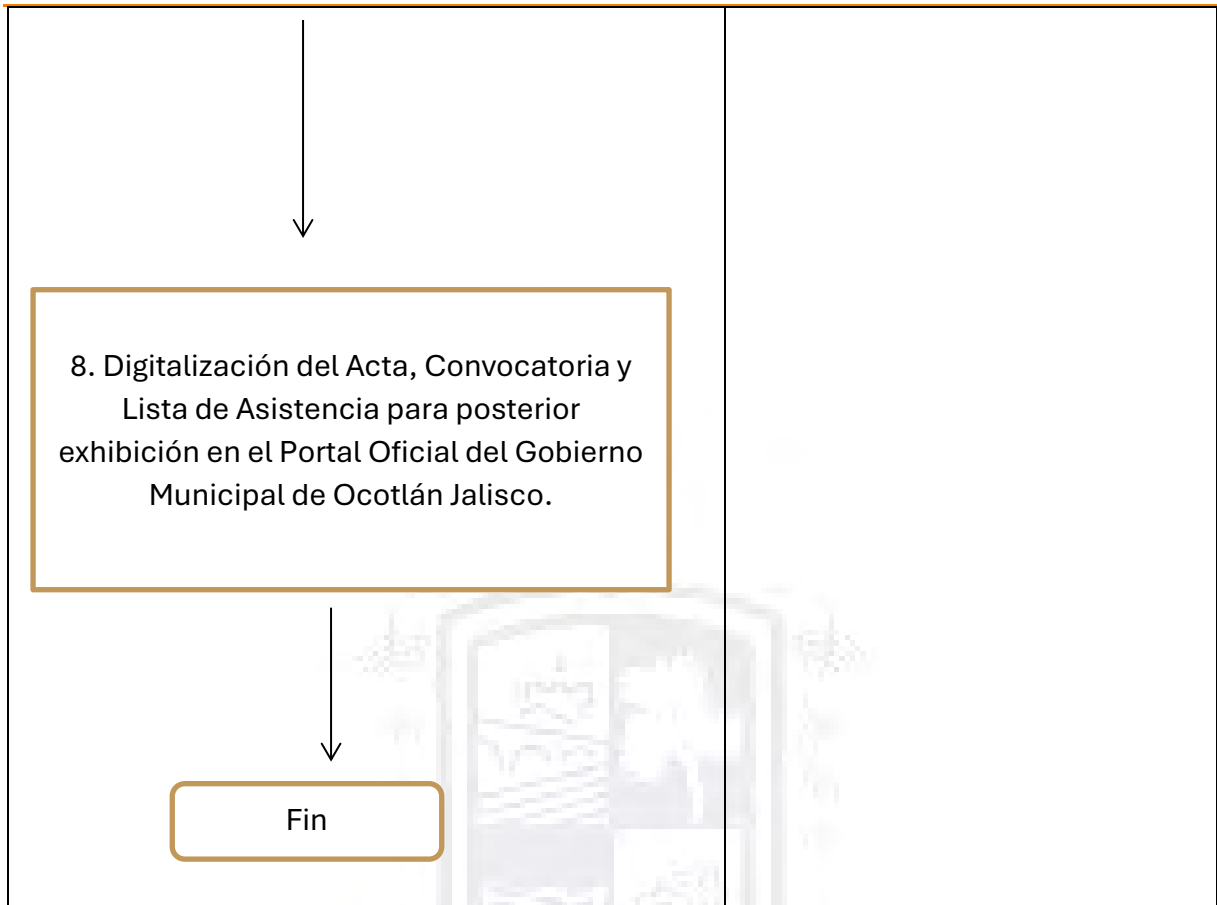 8. Digitalización del Acta, Convocatoria y
Lista de Asistencia para posterior
exhibición en el Portal Oficial del Gobierno
Municipal de Ocotlán Jalisco.
Fin